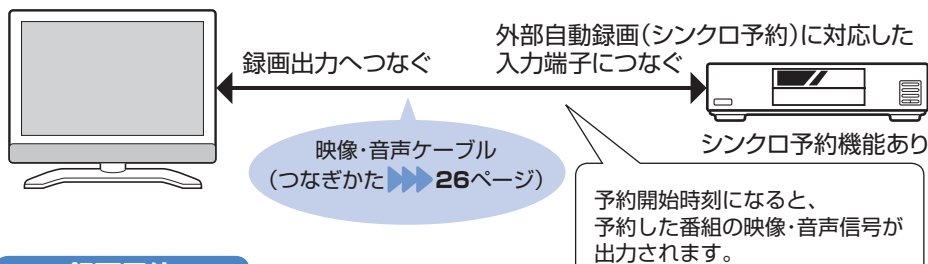 外部自動録画(シンクロ予約)に対応した
録画出力へつなぐ
入力端子につなぐ
映像・音声ケーブル
(つなぎかた 26ページ)
シンクロ予約機能あり
予約開始時刻になると、
予約した番組の映像・音声信号が
出力されます。